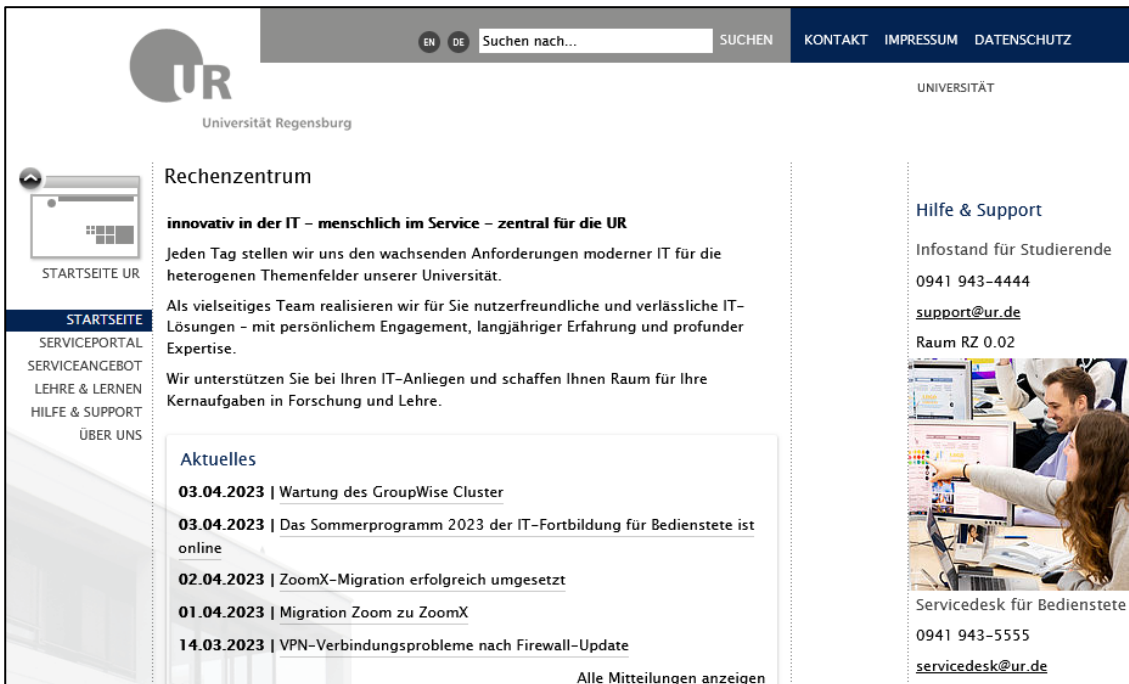 EN DE Suchen nach... SUCHEN KONTAKT IMPRESSUM DATENSCHUTZ
UR
Universität Regensburg
UNIVERSITÄT
STARTSEITE UR
STARTSEITE
SERVICEPORTAL
SERVICEANGEBOT
LEHRE & LERNEN
HILFE & SUPPORT
ÜBER UNS
Rechenzentrum
innovativ in der IT – menschlich im Service – zentral für die UR
Jeden Tag stellen wir uns den wachsenden Anforderungen moderner IT für die
heterogenen Themenfelder unserer Universität.
Als vielseitiges Team realisieren wir für Sie nutzerfreundliche und verlässliche IT-
Lösungen – mit persönlichem Engagement, langjähriger Erfahrung und profunder
Expertise.
Wir unterstützen Sie bei Ihren IT-Anliegen und schaffen Ihnen Raum für Ihre
Kernaufgaben in Forschung und Lehre.
Aktuelles
03.04.2023 | Wartung des GroupWise Cluster
03.04.2023 | Das Sommerprogramm 2023 der IT-Fortbildung für Bedienstete ist
online
02.04.2023 | ZoomX-Migration erfolgreich umgesetzt
01.04.2023 | Migration Zoom zu ZoomX
14.03.2023 | VPN-Verbindungsprobleme nach Firewall-Update
Alle Mitteilungen anzeigen
Hilfe & Support
Infostand für Studierende
0941 943-4444
support@ur.de
Raum RZ 0.02
Servicedesk für Bedienstete
0941 943-5555
servicedesk@ur.de